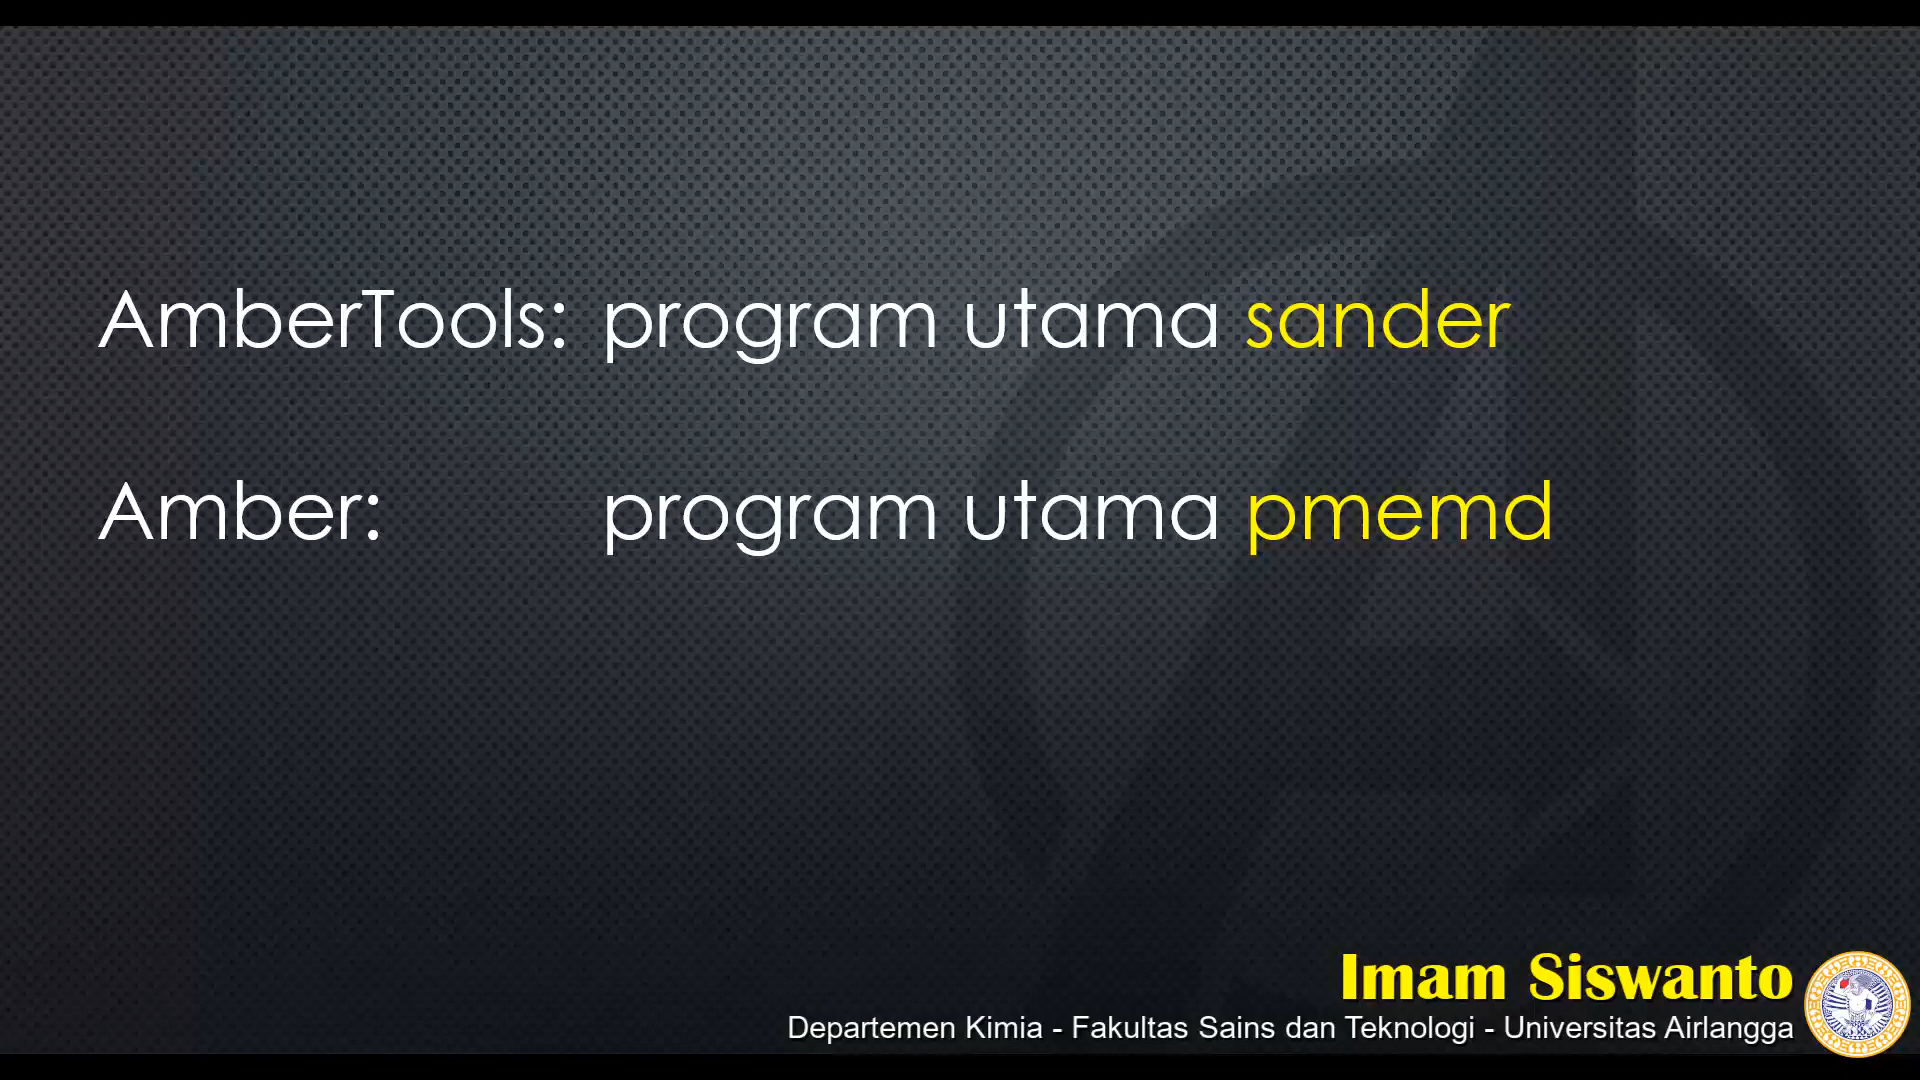 AmberTools: program utama sander
Amber: program utama pmemd
Imam Siswanto
Departemen Kimia - Fakultas Sains dan Teknologi - Universitas Airlangga